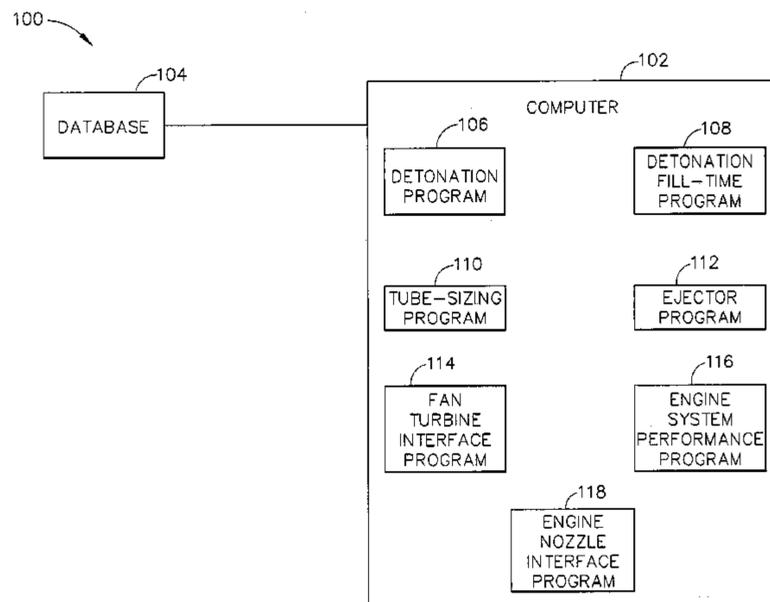 100
104
DATABASE
102
COMPUTER
106
DETONATION
PROGRAM
108
DETONATION
FILL-TIME
PROGRAM
110
TUBE-SIZING
PROGRAM
112
EJECTOR
PROGRAM
114
FAN
TURBINE
INTERFACE
PROGRAM
116
ENGINE
SYSTEM
PERFORMANCE
PROGRAM
118
ENGINE
NOZZLE
INTERFACE
PROGRAM